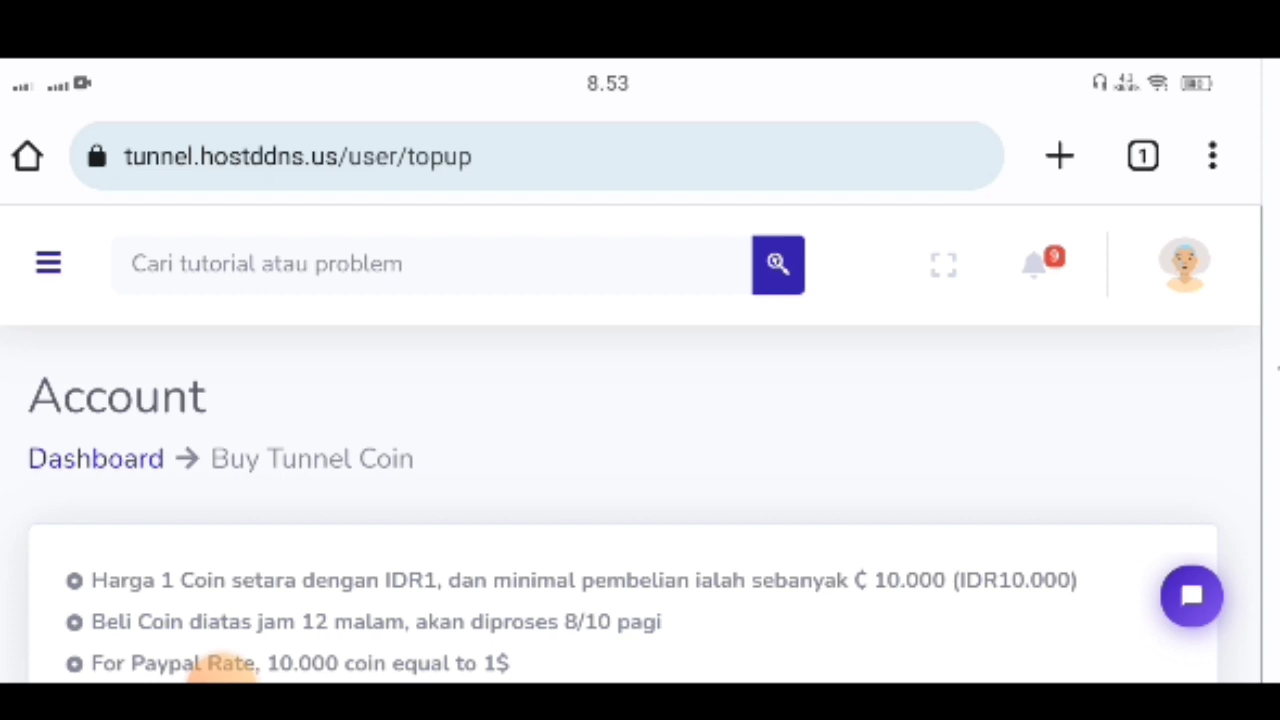 8.53
tunnel.hostddns.us/user/topup
1
Cari tutorial atau problem
9
Account
Dashboard → Buy Tunnel Coin
Harga 1 Coin setara dengan IDR1, dan minimal pembelian ialah sebanyak ₵ 10.000 (IDR10.000)
Beli Coin diatas jam 12 malam, akan diproses 8/10 pagi
For Paypal Rate, 10.000 coin equal to 1$